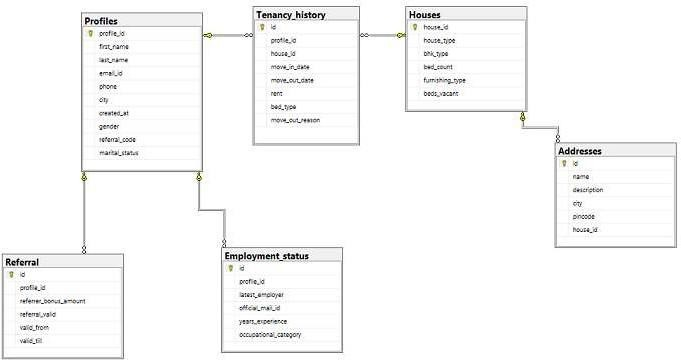 Profiles
profile_id
first_name
last_name
email_id
phone
city
created_at
gender
referral_code
marital_status
Tenancy_history
id
profile_id
house_id
move_in_date
move_out_date
rent
bed_type
move_out_reason
Houses
house_id
house_type
bhk_type
bed_count
furnishing_type
beds_vacant
Addresses
id
name
description
city
pincode
house_id
Referral
id
profile_id
referrer_bonus_amount
referral_valid
valid_from
valid_till
Employment_status
id
profile_id
latest_employer
official_mail_id
years_experience
occupational_category